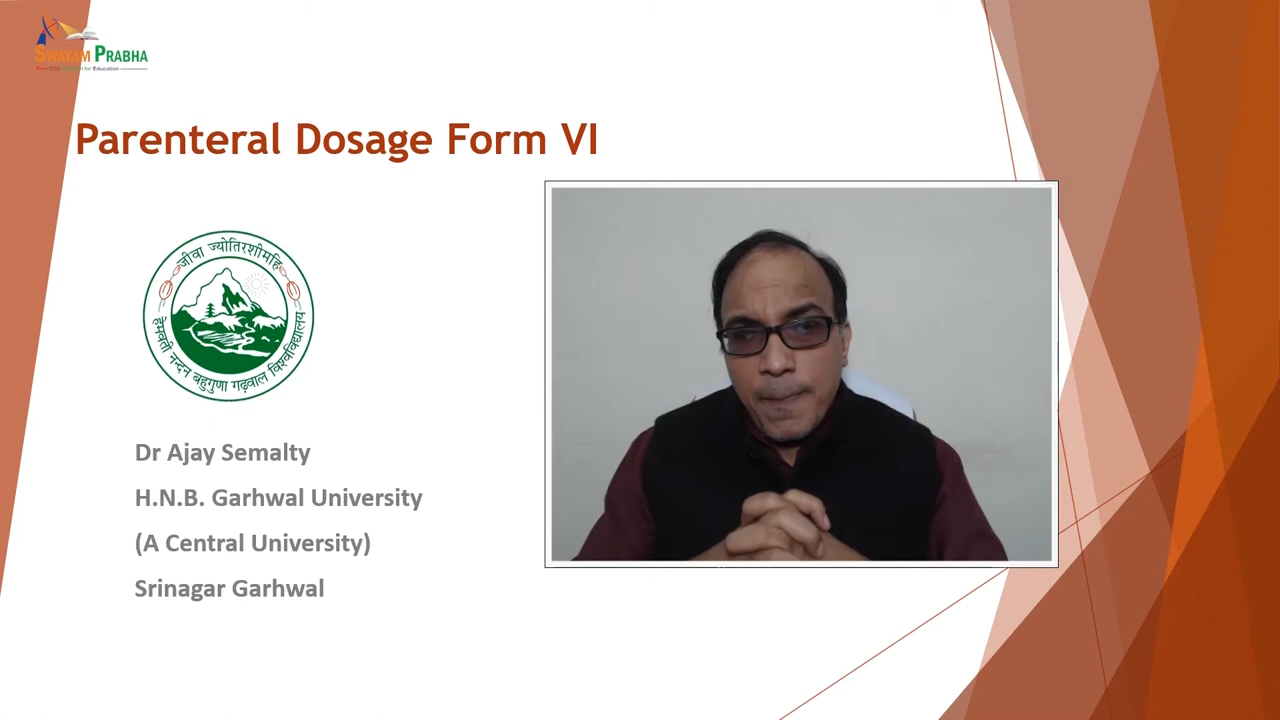 SWAYAM PRABHA
Parenteral Dosage Form VI
जीवा ज्योतिरशीमहि
हेमवती नन्दन बहुगुणा गढ़वाल विश्वविद्यालय
Dr Ajay Semalty
H.N.B. Garhwal University
(A Central University)
Srinagar Garhwal